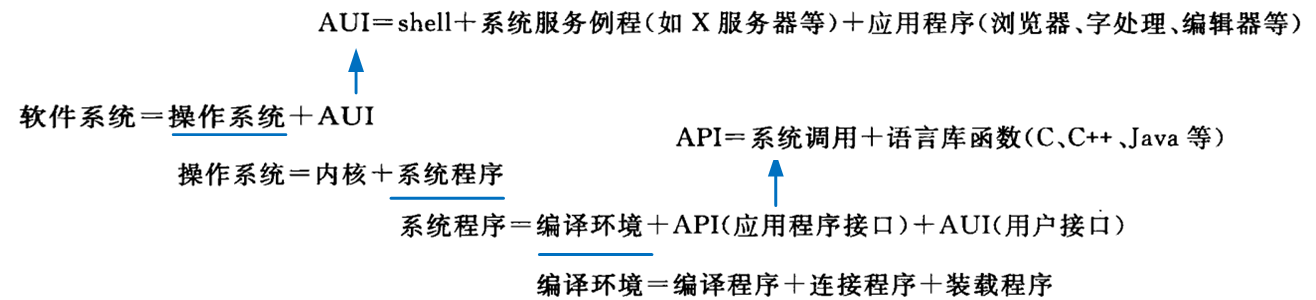 AUI=shell+系统服务例程(如 X 服务器等)+应用程序(浏览器、字处理、编辑器等)
软件系统=操作系统+AUI
API=系统调用+语言库函数(C、C++、Java 等)
操作系统=内核+系统程序
系统程序=编译环境+API(应用程序接口)+AUI(用户接口)
编译环境=编译程序+连接程序+装载程序